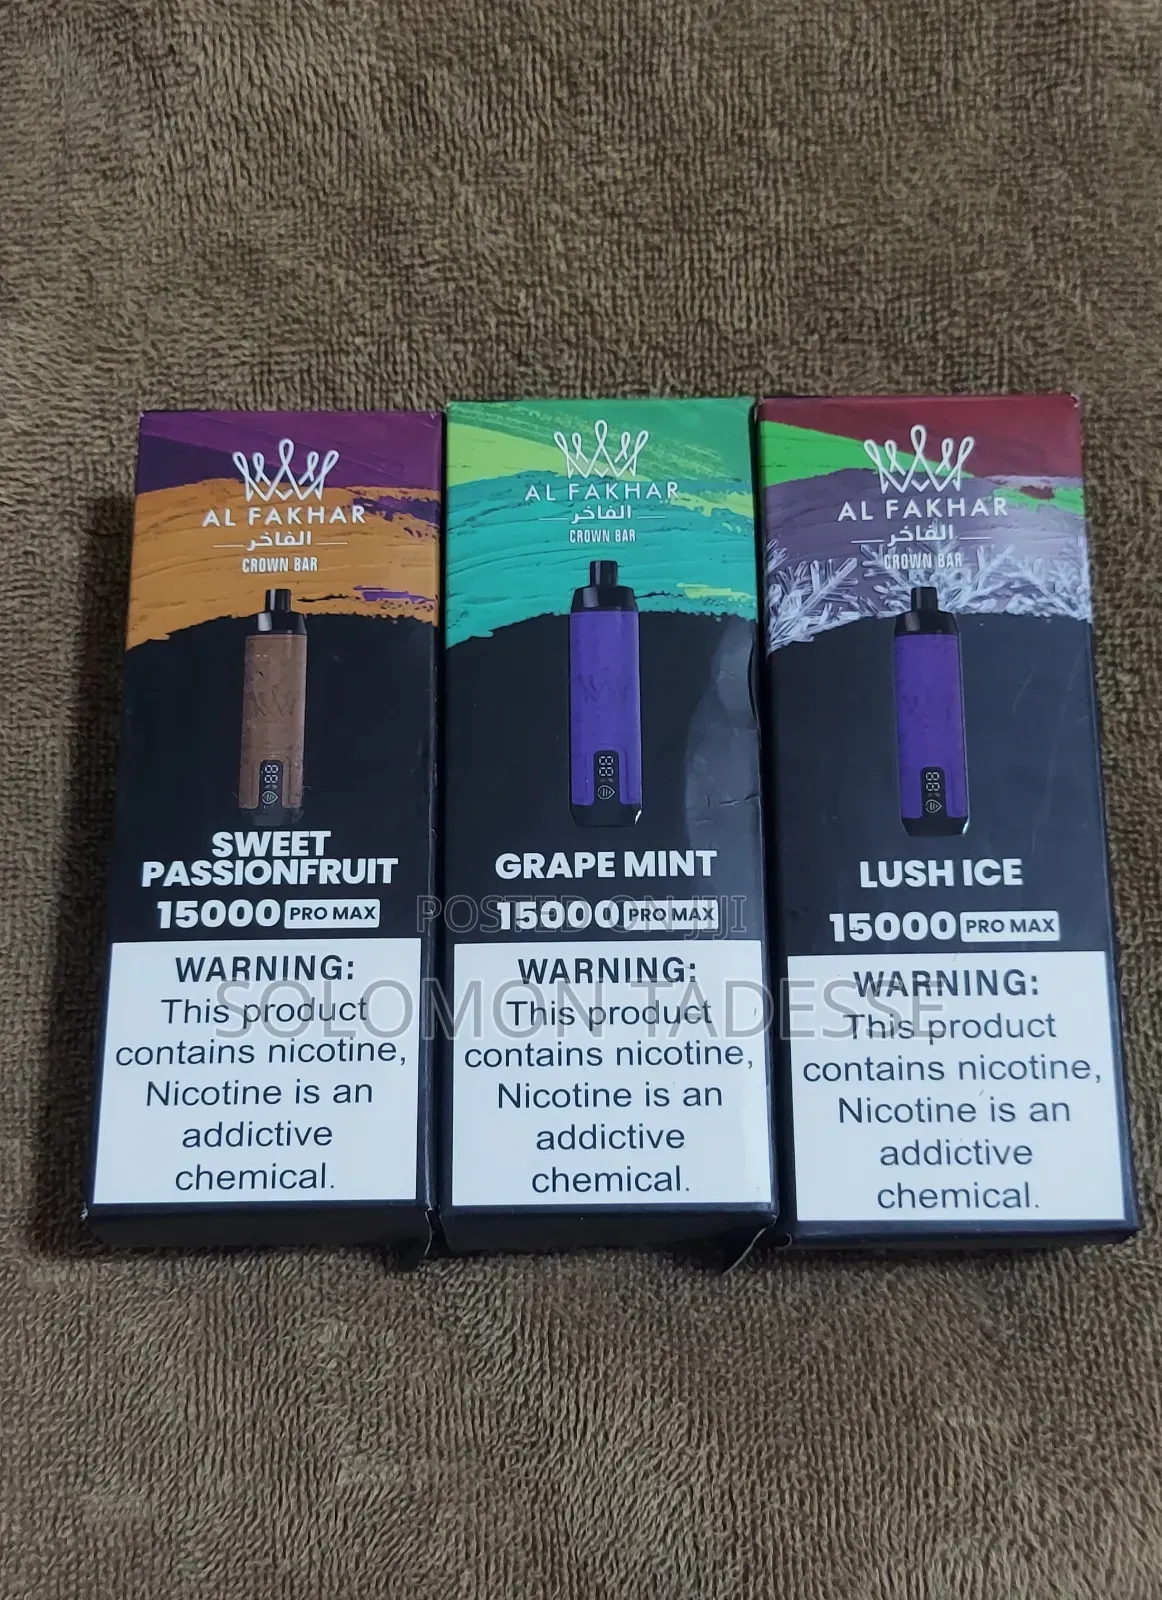 AL FAKHAR
الفاخر
CROWN BAR
SWEET
PASSIONFRUIT
15000 PRO MAX
WARNING:
This product
contains nicotine,
Nicotine is an
addictive
chemical.
AL FAKHAR
الفاخر
CROWN BAR
GRAPE MINT
15000 PRO MAX
WARNING:
This product
contains nicotine,
Nicotine is an
addictive
chemical.
AL FAKHAR
الفاخر
CROWN BAR
LUSH ICE
15000 PRO MAX
WARNING:
This product
contains nicotine,
Nicotine is an
addictive
chemical.
POSTED ON JIJI
SOLOMON TADESSE